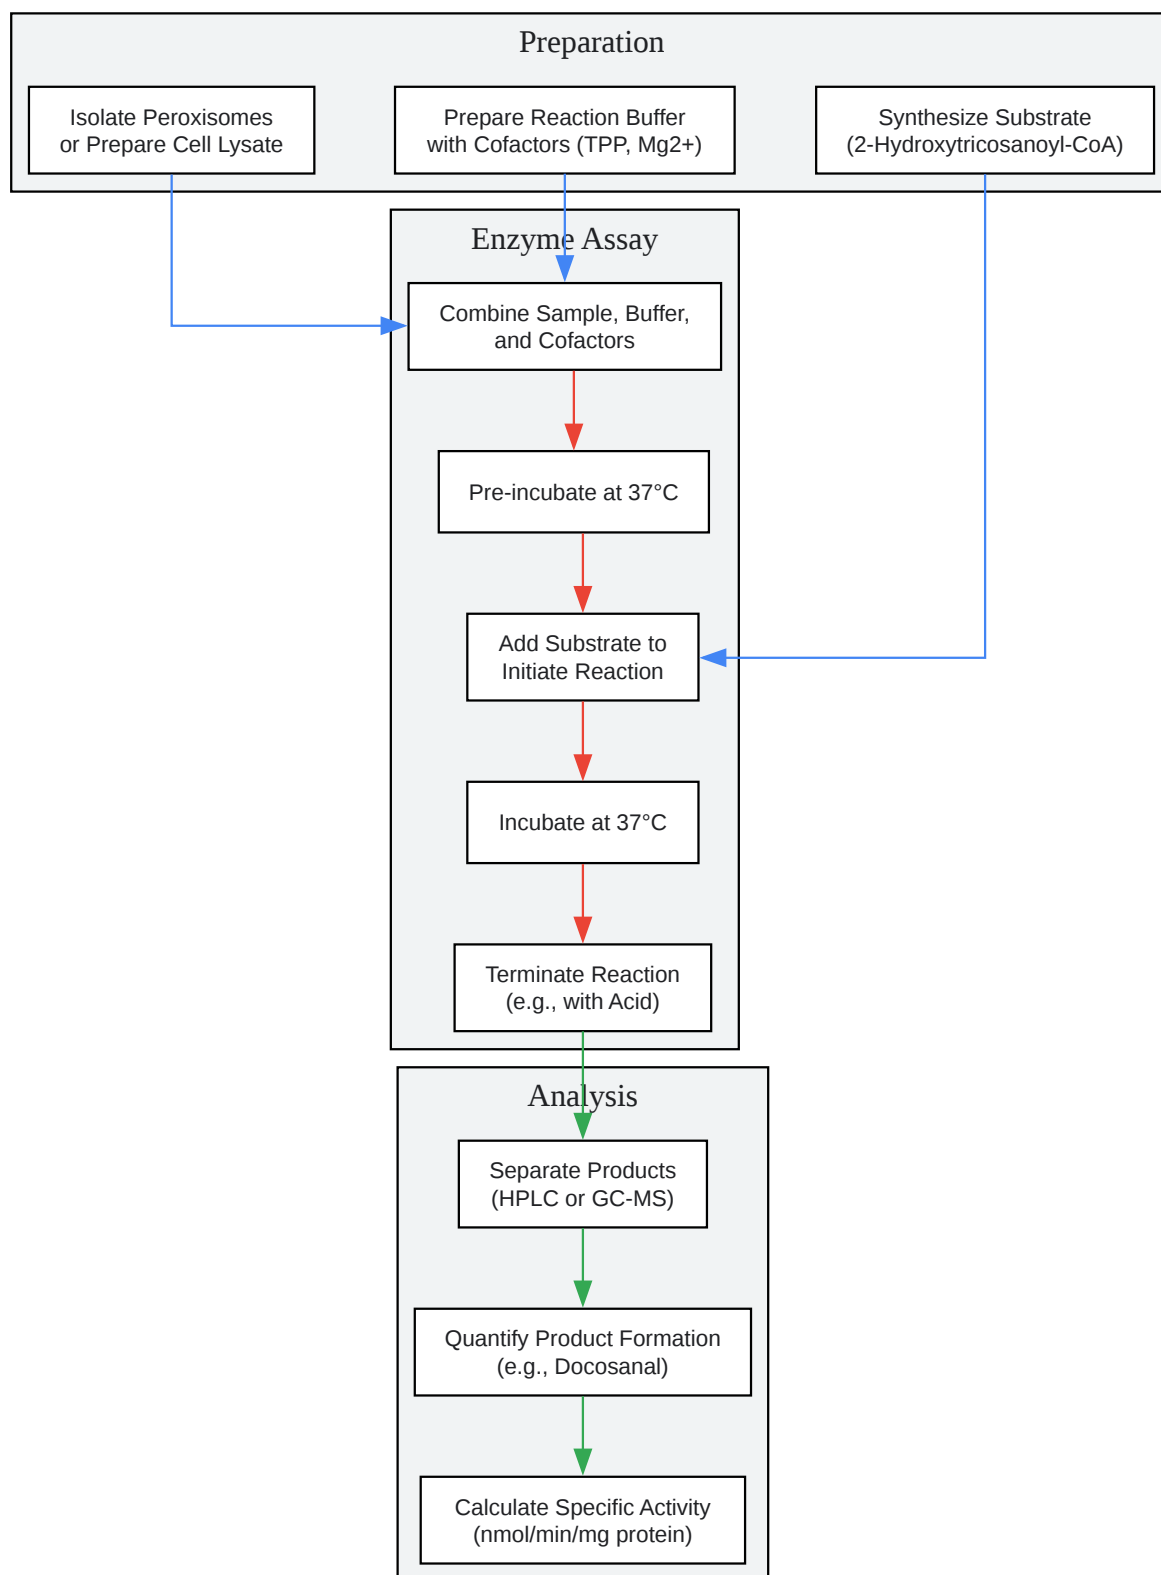 Preparation
Isolate Peroxisomes
or Prepare Cell Lysate
Prepare Reaction Buffer
with Cofactors (TPP, Mg2+)
Synthesize Substrate
(2-Hydroxytricosanoyl-CoA)
Enzyme Assay
Combine Sample, Buffer,
and Cofactors
Pre-incubate at 37°C
Add Substrate to
Initiate Reaction
Incubate at 37°C
Terminate Reaction
(e.g., with Acid)
Analysis
Separate Products
(HPLC or GC-MS)
Quantify Product Formation
(e.g., Docosanal)
Calculate Specific Activity
(nmol/min/mg protein)